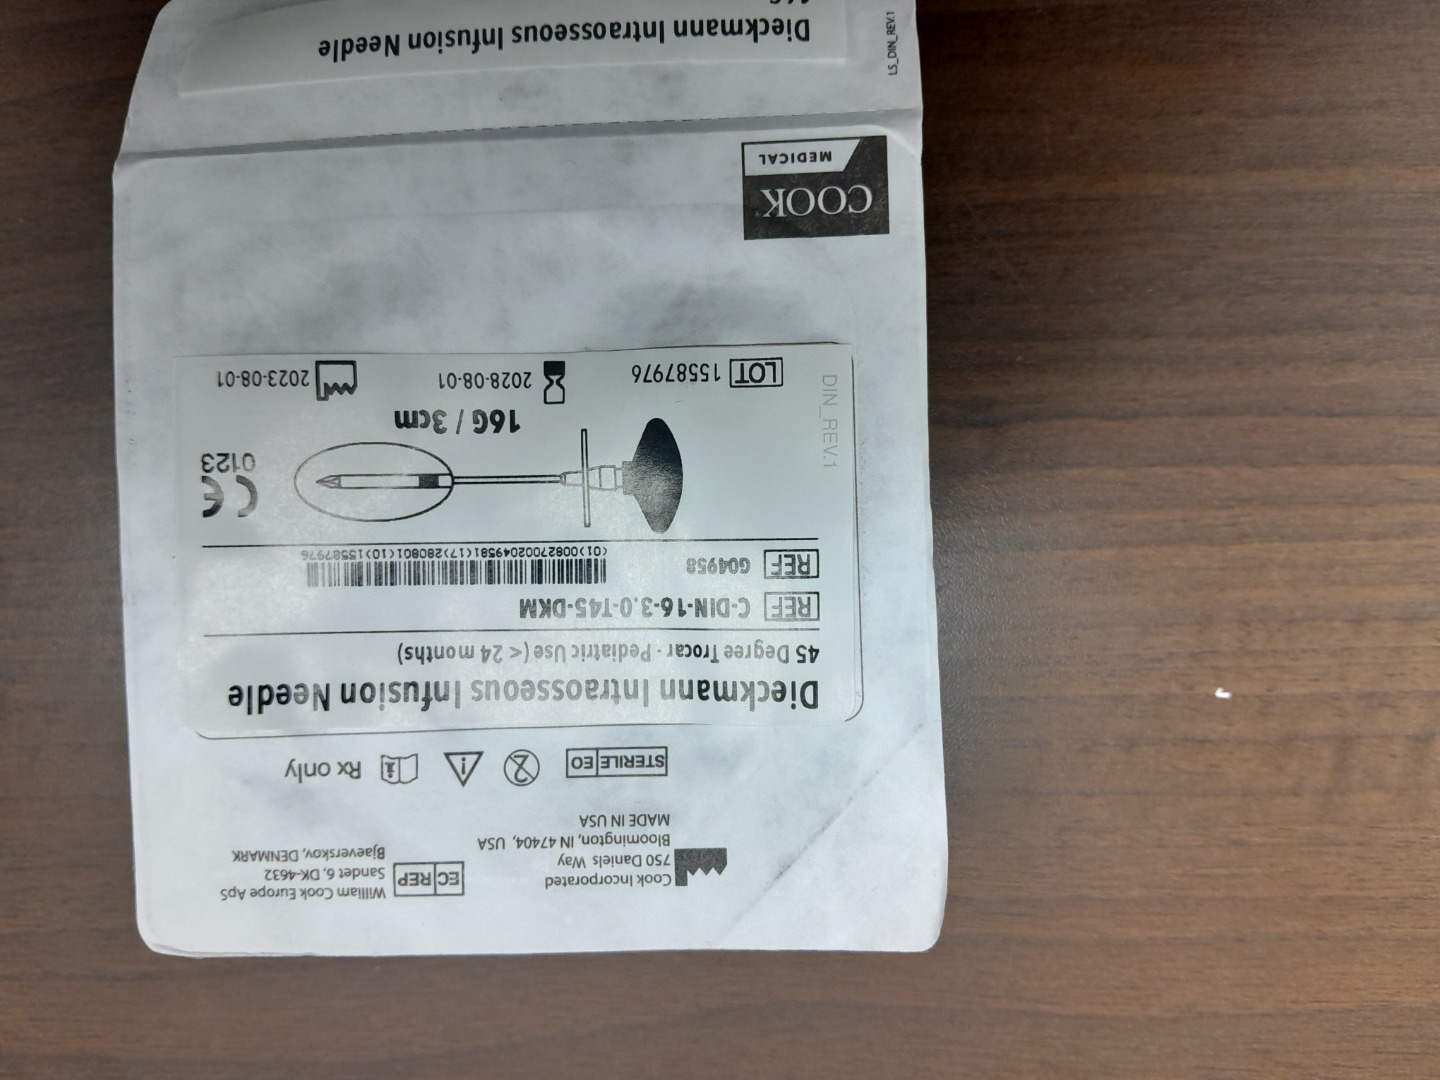 Cook Incorporated
750 Daniels Way
Bloomington, IN 47404, USA
MADE IN USA
EC REP
William Cook Europe ApS
Sandet 6, DK-4632
Bjaeverskov, DENMARK
STERILE EO
2
Rx only
Dieckmann Intraosseous Infusion Needle
45 Degree Trocar - Pediatric Use (< 24 months)
REF C-DIN-16-3.0-T45-DKM
REF G04958
(01)00827002049581(17)280801(10)15587976
CE
0123
16G / 3cm
LOT 15587976
2028-08-01
2023-08-01
DIN_REV.1
COOK
MEDICAL
Dieckmann Intraosseous Infusion Needle
LS_DIN_REV.1